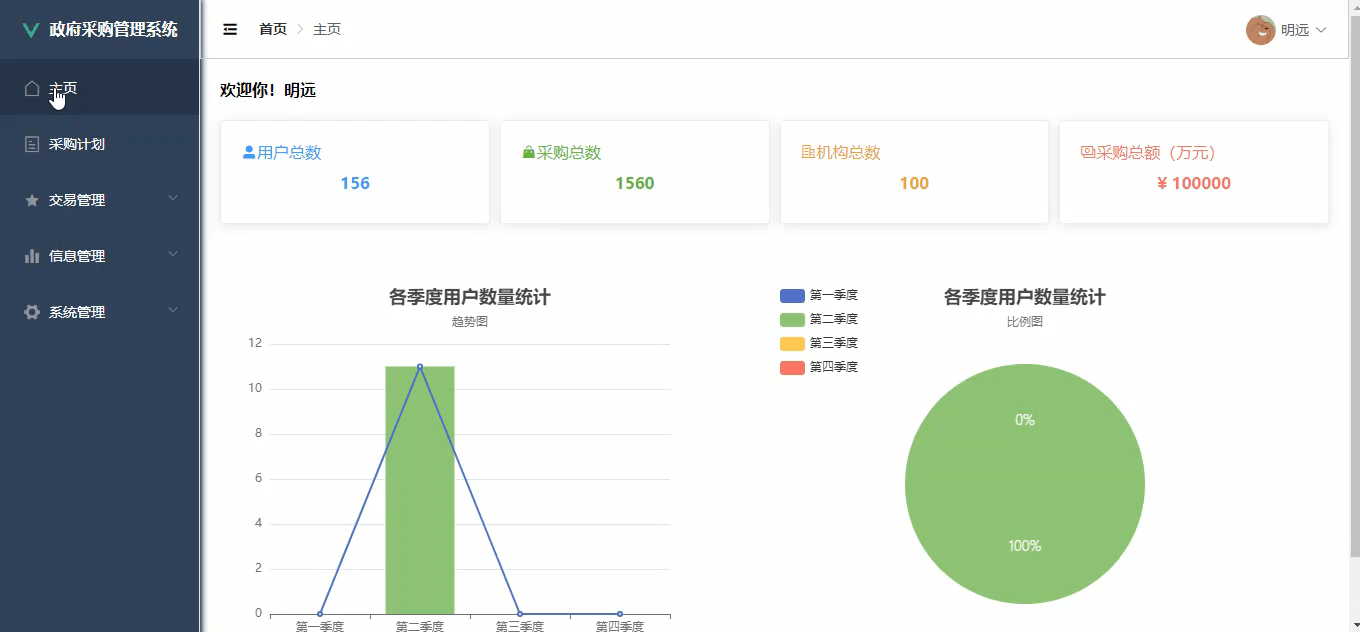 政府采购管理系统
首页
主页
明远
主页
采购计划
交易管理
信息管理
系统管理
欢迎你！明远
用户总数
156
采购总数
1560
机构总数
100
采购总额（万元）
¥ 100000
各季度用户数量统计
趋势图
12
10
8
6
4
2
0
第一季度
第二季度
第三季度
第四季度
第一季度
第二季度
第三季度
第四季度
各季度用户数量统计
比例图
0%
100%